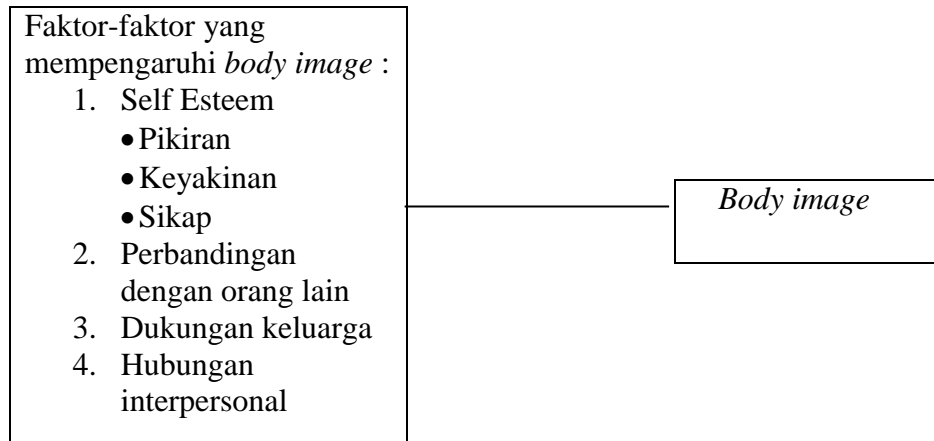 Faktor-faktor yang
mempengaruhi body image :
1. Self Esteem
• Pikiran
• Keyakinan
• Sikap
2. Perbandingan
dengan orang lain
3. Dukungan keluarga
4. Hubungan
interpersonal
Body image